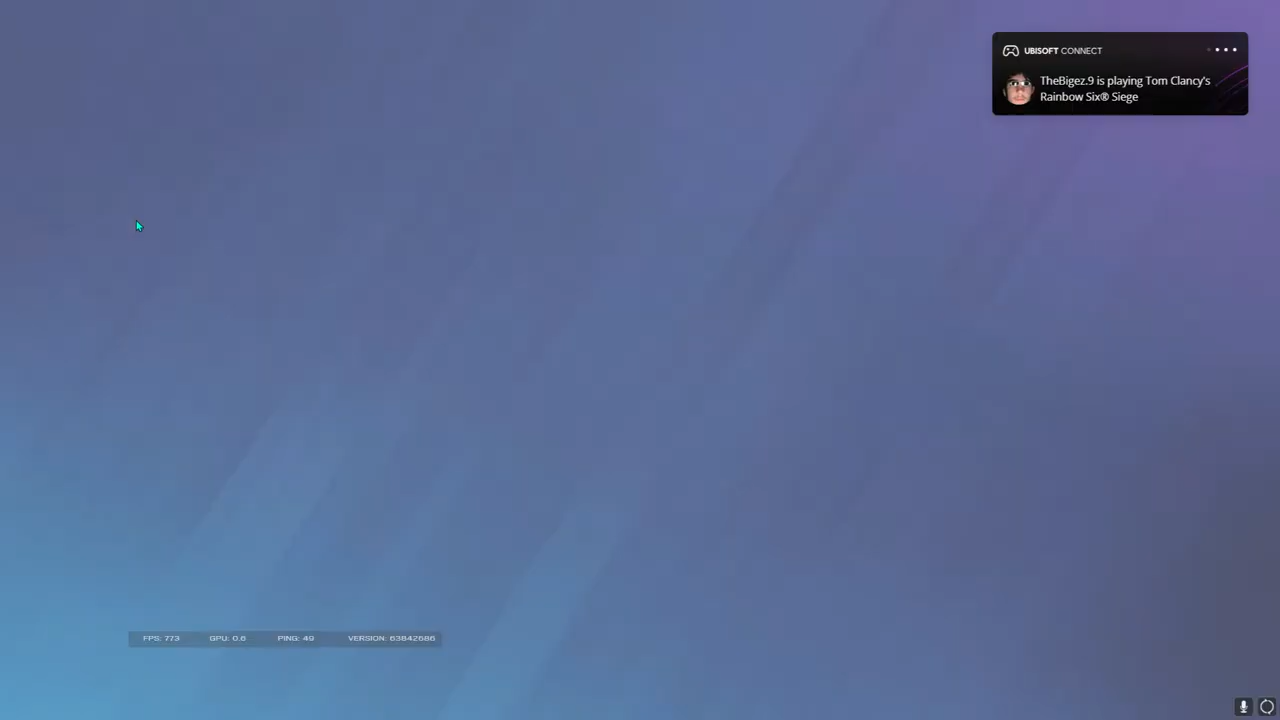 UBISOFT CONNECT
TheBigez.9 is playing Tom Clancy's
Rainbow Six® Siege
FPS: 773 GPU: 0.6 PING: 49 VERSION: 63842686